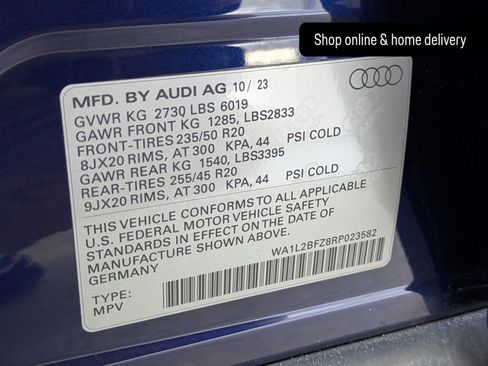 Shop online & home delivery
MFD. BY AUDI AG 10/23
GVWR KG 2730 LBS 6019
GAWR FRONT KG 1285, LBS2833
FRONT-TIRES 235/50 R20
8JX20 RIMS, AT 300 KPA, 44 PSI COLD
GAWR REAR KG 1540, LBS3395
REAR-TIRES 255/45 R20
9JX20 RIMS, AT 300 KPA, 44 PSI COLD
THIS VEHICLE CONFORMS TO ALL APPLICABLE
U.S. FEDERAL MOTOR VEHICLE SAFETY
STANDARDS IN EFFECT ON THE DATE OF
MANUFACTURE SHOWN ABOVE.
GERMANY
WA1L2BFZ8RP023582
TYPE:
MPV